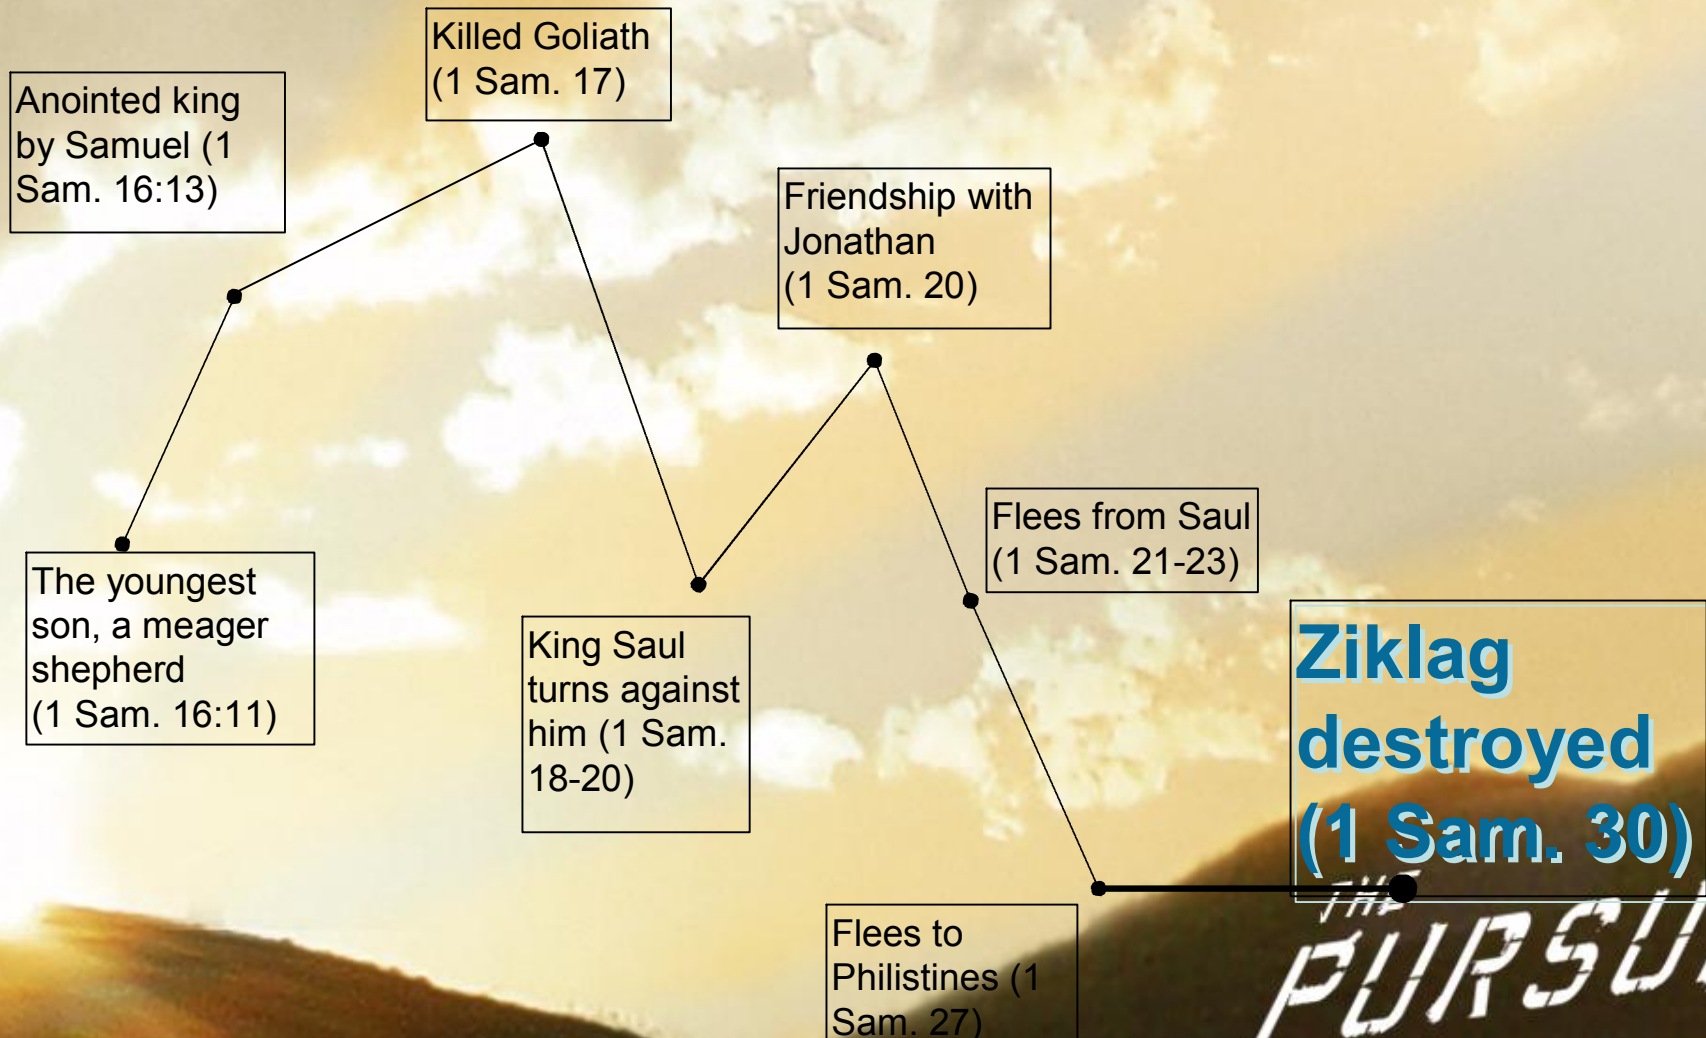 Killed Goliath
(1 Sam. 17)
Anointed king
by Samuel (1
Sam. 16:13)
Friendship with
Jonathan
(1 Sam. 20)
Flees from Saul
(1 Sam. 21-23)
The youngest
son, a meager
shepherd
(1 Sam. 16:11)
King Saul
turns against
him (1 Sam.
18-20)
Ziklag
destroyed
(1 Sam. 30)
Flees to
Philistines (1
Sam. 27)
THE